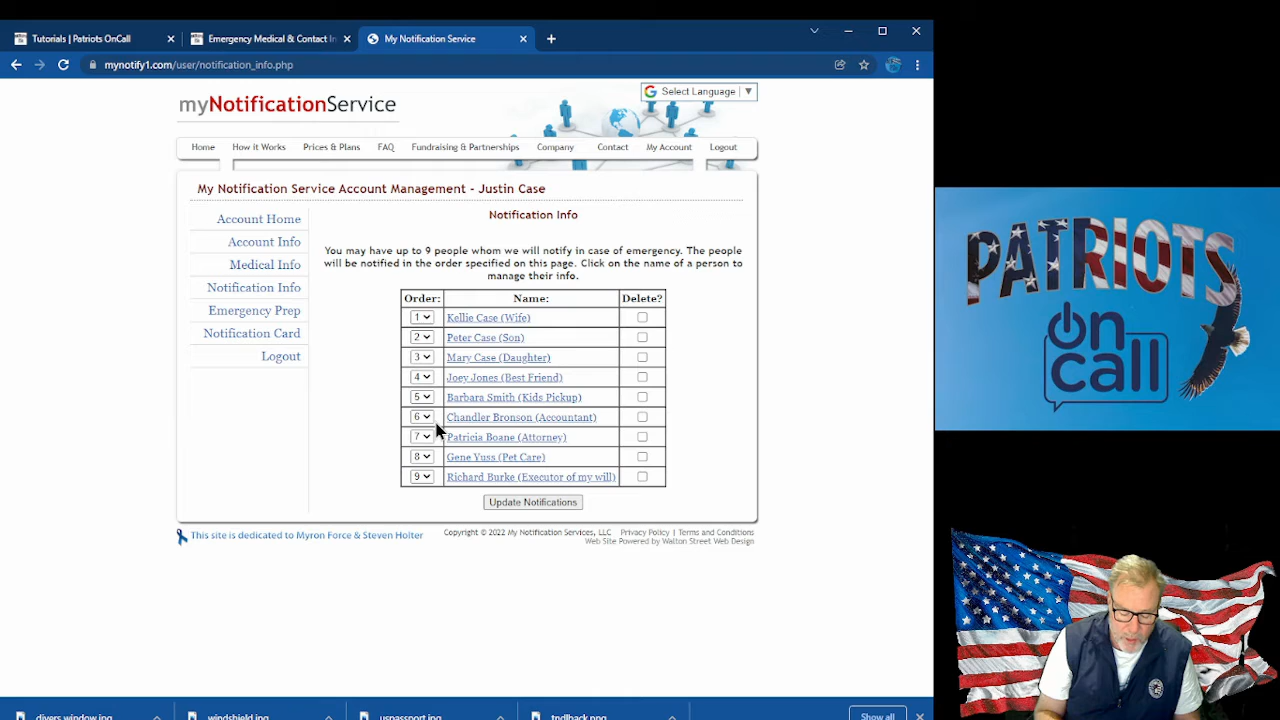 Tutorials | Patriots OnCall
Emergency Medical & Contact In
My Notification Service
mynotify1.com/user/notification_info.php
myNotificationService
Select Language
Home
How it Works
Prices & Plans
FAQ
Fundraising & Partnerships
Company
Contact
My Account
Logout
My Notification Service Account Management - Justin Case
Account Home
Account Info
Medical Info
Notification Info
Emergency Prep
Notification Card
Logout
Notification Info
You may have up to 9 people whom we will notify in case of emergency. The people
will be notified in the order specified on this page. Click on the name of a person to
manage their info.
Order: Name: Delete?
1 Kellie Case (Wife)
2 Peter Case (Son)
3 Mary Case (Daughter)
4 Joey Jones (Best Friend)
5 Barbara Smith (Kids Pickup)
6 Chandler Bronson (Accountant)
7 Patricia Boane (Attorney)
8 Gene Yuss (Pet Care)
9 Richard Burke (Executor of my will)
Update Notifications
This site is dedicated to Myron Force & Steven Holter
Copyright © 2022 My Notification Services, LLC Privacy Policy | Terms and Conditions
Web Site Powered by Walton Street Web Design
divers window.jpg
windshield.jpg
uspassport.jpg
tndlback.png
Show all
PATRIOTS
on
call